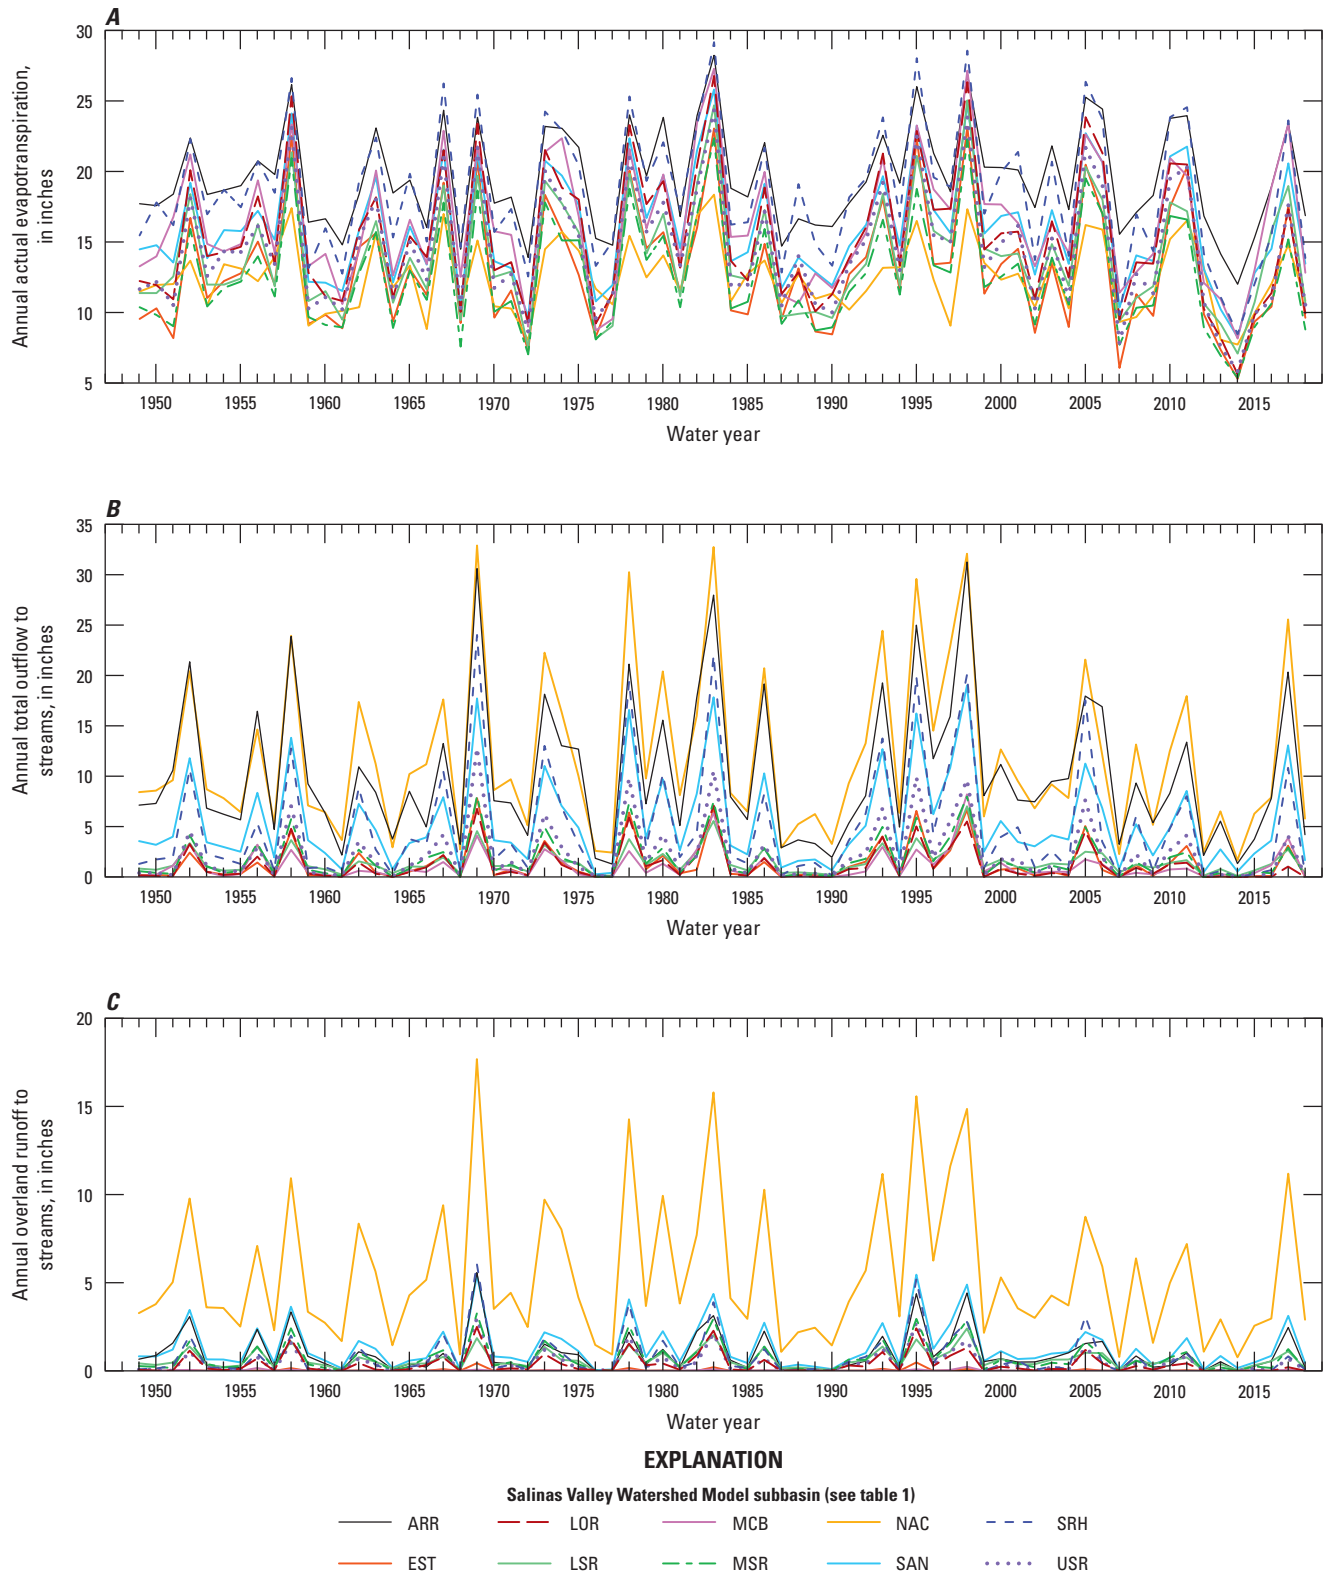 A
Annual actual evapotranspiration,
in inches
30
25
20
15
10
5
1950 1955 1960 1965 1970 1975 1980 1985 1990 1995 2000 2005 2010 2015
Water year
B
Annual total outflow to
streams, in inches
35
30
25
20
15
10
5
0
1950 1955 1960 1965 1970 1975 1980 1985 1990 1995 2000 2005 2010 2015
Water year
C
Annual overland runoff to
streams, in inches
20
15
10
5
0
1950 1955 1960 1965 1970 1975 1980 1985 1990 1995 2000 2005 2010 2015
Water year
EXPLANATION
Salinas Valley Watershed Model subbasin (see table 1)
ARR LOR MCB NAC SRH
EST LSR MSR SAN USR